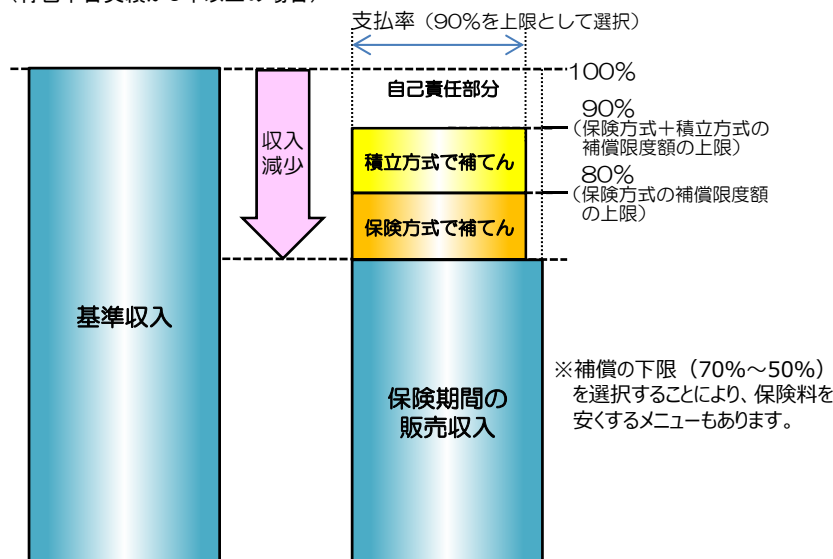 支払率(90%を上限として選択)
100%
自己責任部分
90%
(保険方式+積立方式の
補償限度額の上限)
収入
減少
積立方式で補てん
80%
(保険方式の補償限度額
の上限)
保険方式で補てん
基準収入
保険期間の
販売収入
※補償の下限(70%～50%)
を選択することにより、保険料を
安くするメニューもあります。